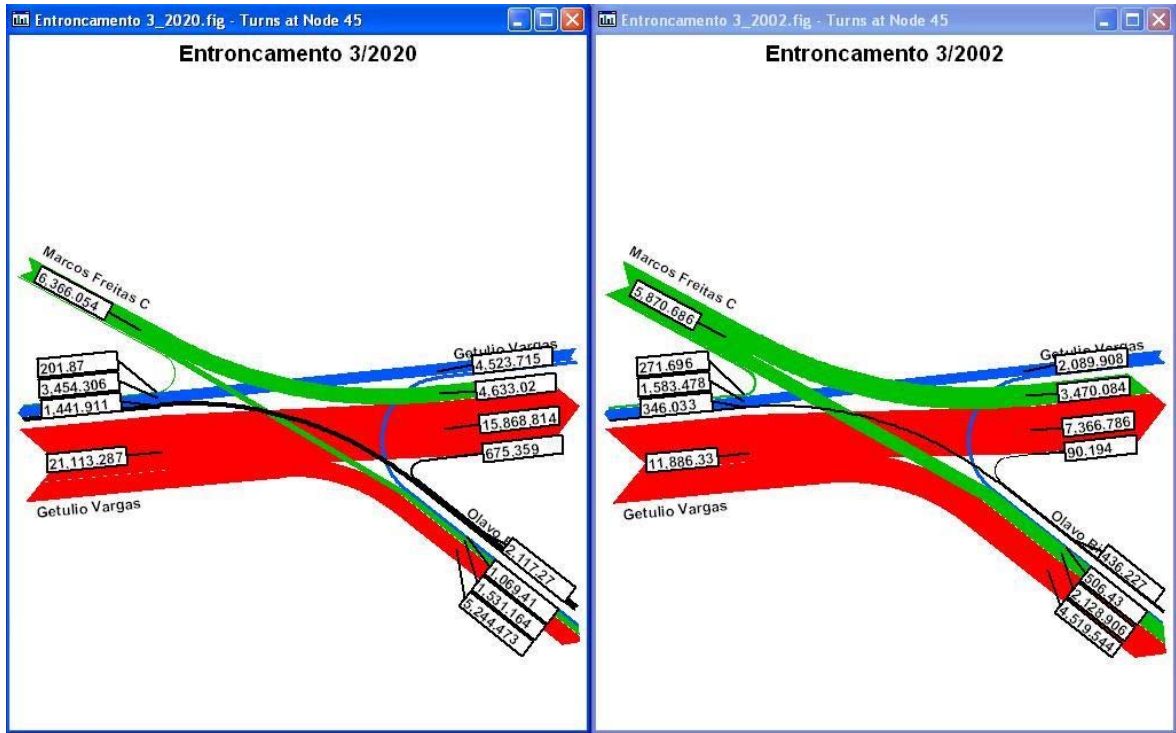 Entroncamento 3_2020.fig - Turns at Node 45
Entroncamento 3/2020
Marcos Freitas C
6,366.054
Getulio Vargas
4,523.715
201.87
3,454.306
1,441.911
4,633.02
15,868.814
675.359
21,113.287
Getulio Vargas
Olavo
2,117.27
1,069.41
1,531.164
5,244.473
Entroncamento 3_2002.fig - Turns at Node 45
Entroncamento 3/2002
Marcos Freitas C
5,870.686
Getulio Vargas
2,089.908
271.696
1,583.478
346.033
3,470.084
7,366.786
90.194
11,886.33
Getulio Vargas
Olavo Bi
436.227
506.43
2,128.906
4,519.544